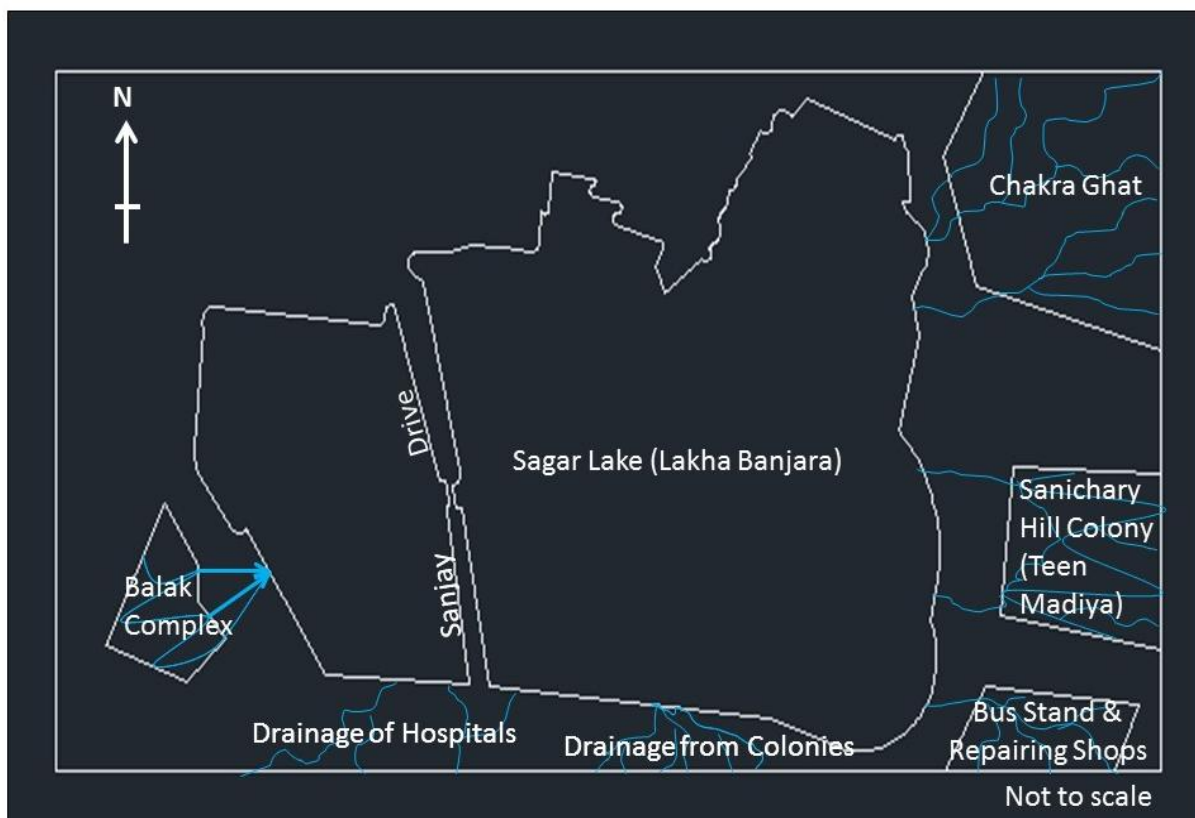 N
Chakra Ghat
Drive
Sagar Lake (Lakha Banjara)
Sanichary
Hill Colony
(Teen
Madiya)
Balak
Complex
Sanjay
Drainage of Hospitals
Drainage from Colonies
Bus Stand &
Repairing Shops
Not to scale